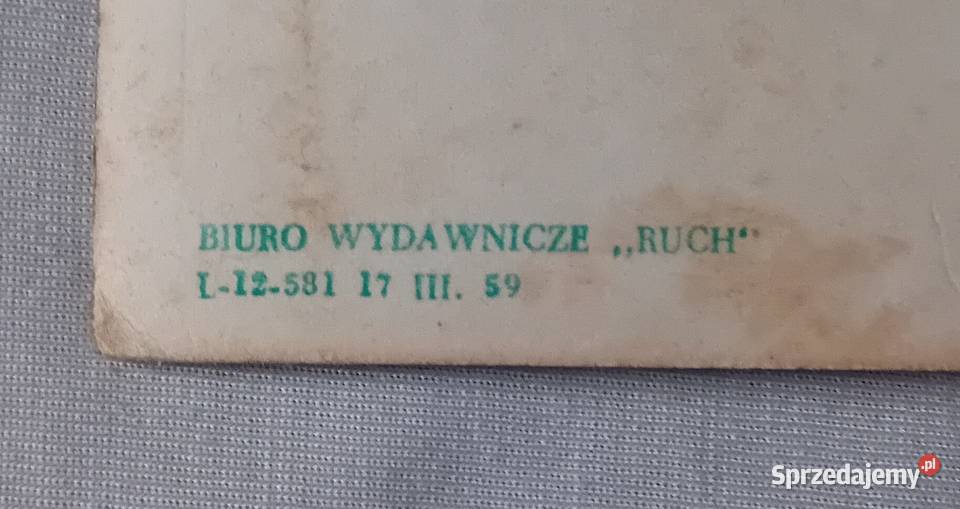 BIURO WYDAWNICZE „RUCH“
L-12-581 17 III. 59
Sprzedajemy.pl